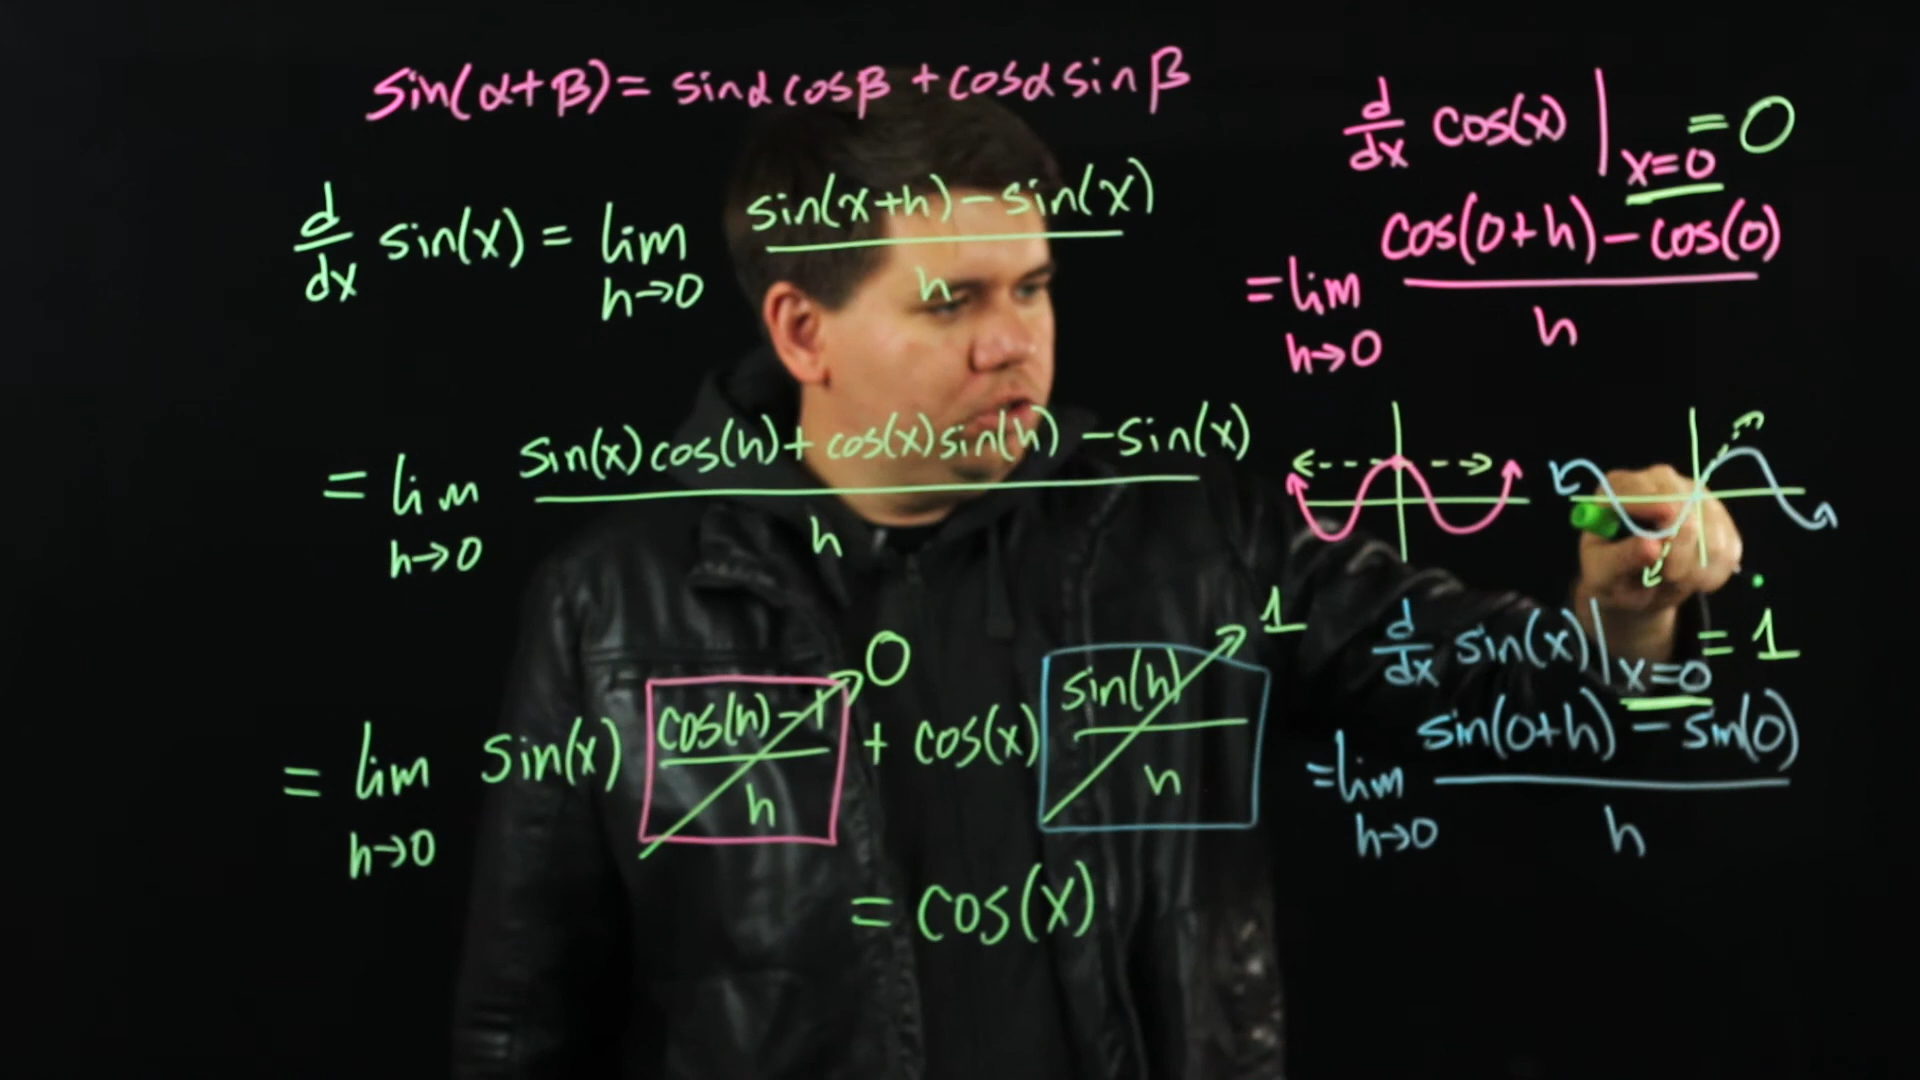 sin(α+β)= sinα cosβ + cosα sinβ
d/dx sin(x) = lim h→0 (sin(x+h) − sin(x))/h
= lim h→0 (sin(x) cos(h) + cos(x) sin(h) − sin(x))/h
= lim h→0 sin(x) (cos(h) − 1)/h → 0 + cos(x) sin(h)/h → 1
= cos(x)
d/dx cos(x) | x=0 = 0
= lim h→0 (cos(0+h) − cos(0))/h
d/dx sin(x) | x=0 = 1
= lim h→0 (sin(0+h) − sin(0))/h